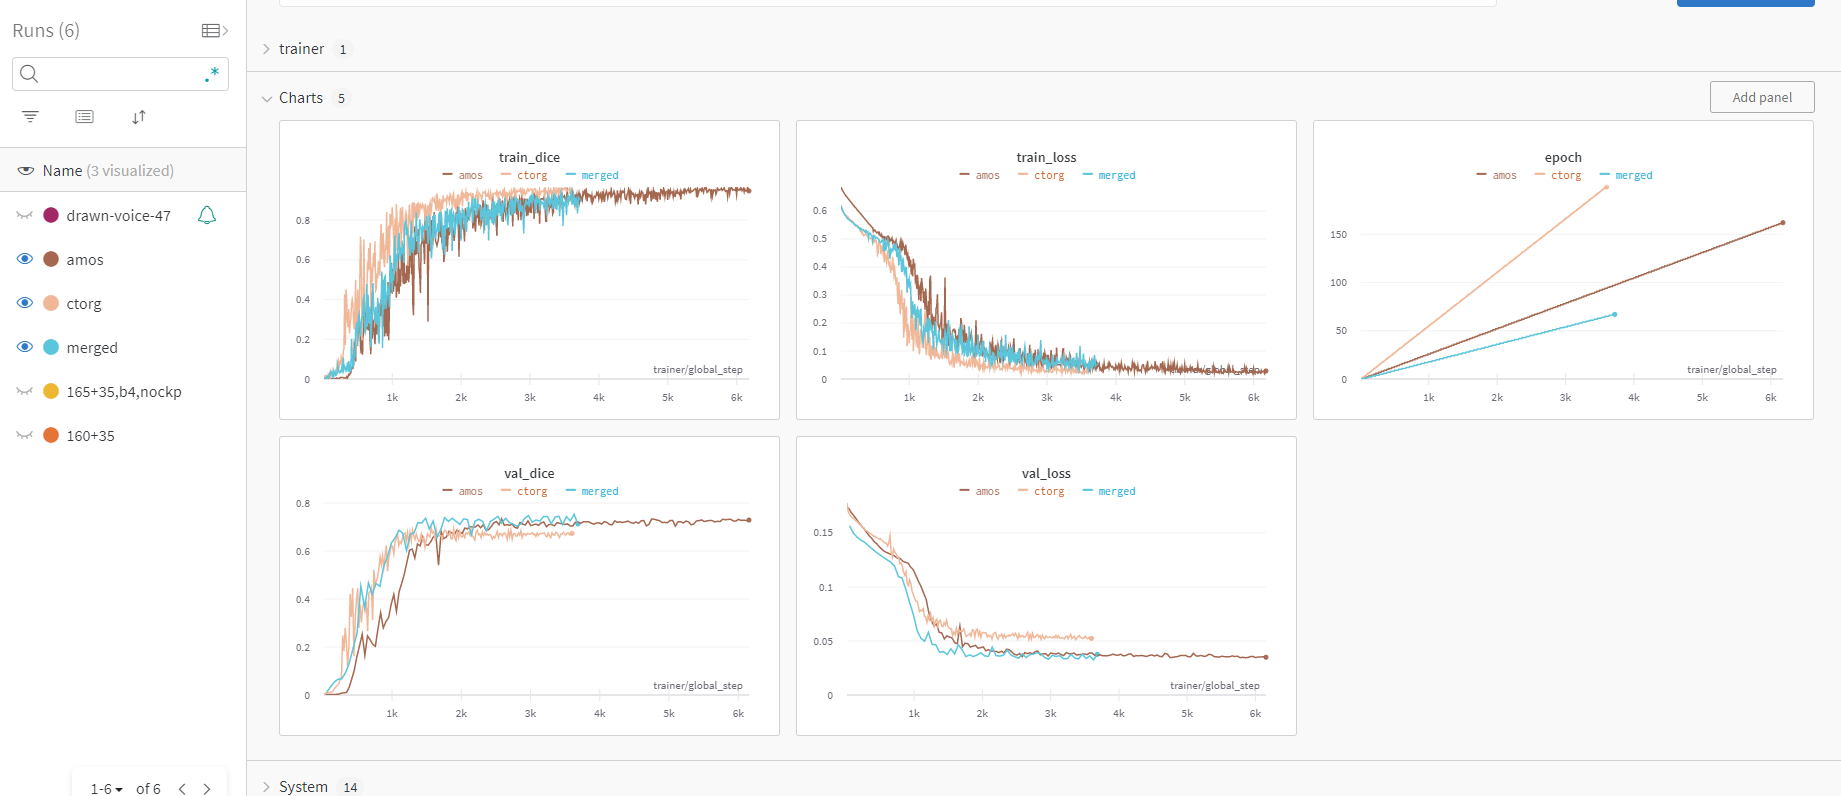 Runs (6)
.*
Name (3 visualized)
drawn-voice-47
amos
ctorg
merged
165+35,b4,nockp
160+35
1-6 of 6
trainer 1
Charts 5
Add panel
train_dice
amos ctorg merged
0.8
0.6
0.4
0.2
0
trainer/global_step
1k 2k 3k 4k 5k 6k
train_loss
amos ctorg merged
0.6
0.5
0.4
0.3
0.2
0.1
0
trainer/global_step
1k 2k 3k 4k 5k 6k
epoch
amos ctorg merged
150
100
50
0
trainer/global_step
1k 2k 3k 4k 5k 6k
val_dice
amos ctorg merged
0.8
0.6
0.4
0.2
0
trainer/global_step
1k 2k 3k 4k 5k 6k
val_loss
amos ctorg merged
0.15
0.1
0.05
0
trainer/global_step
1k 2k 3k 4k 5k 6k
System 14